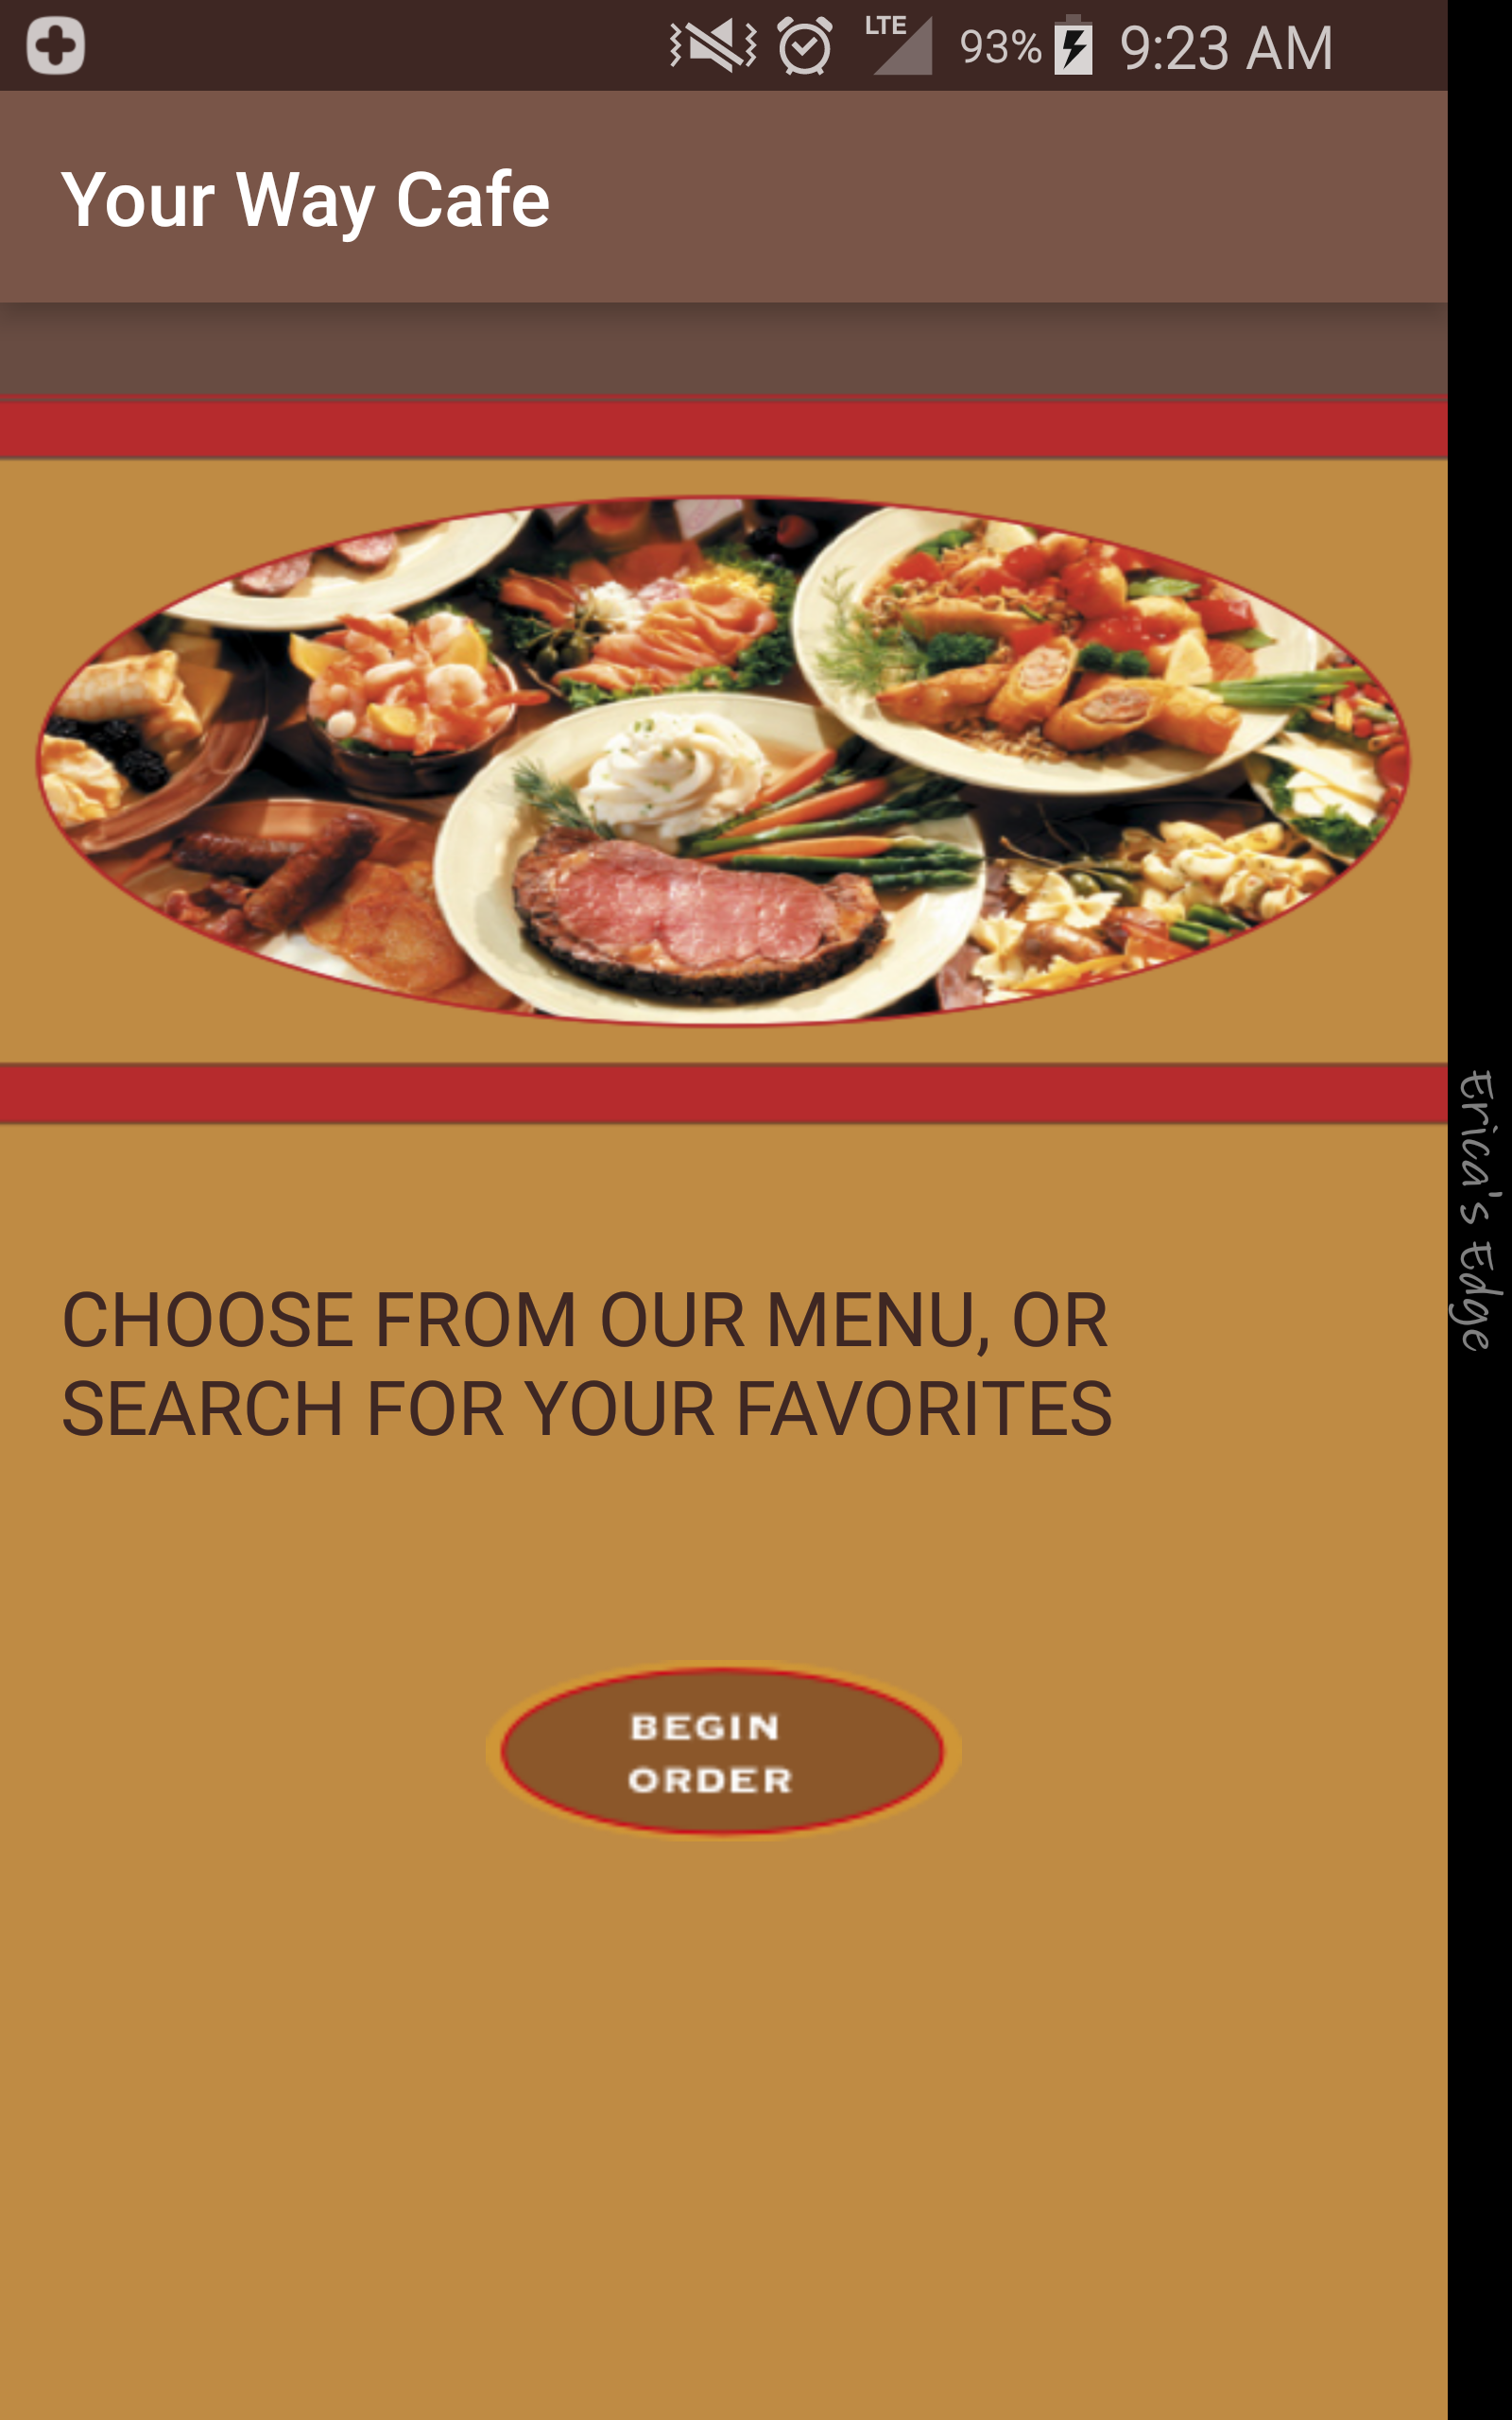 LTE 93% 9:23 AM
Your Way Cafe
CHOOSE FROM OUR MENU, OR
SEARCH FOR YOUR FAVORITES
BEGIN
ORDER
Erica's Edge